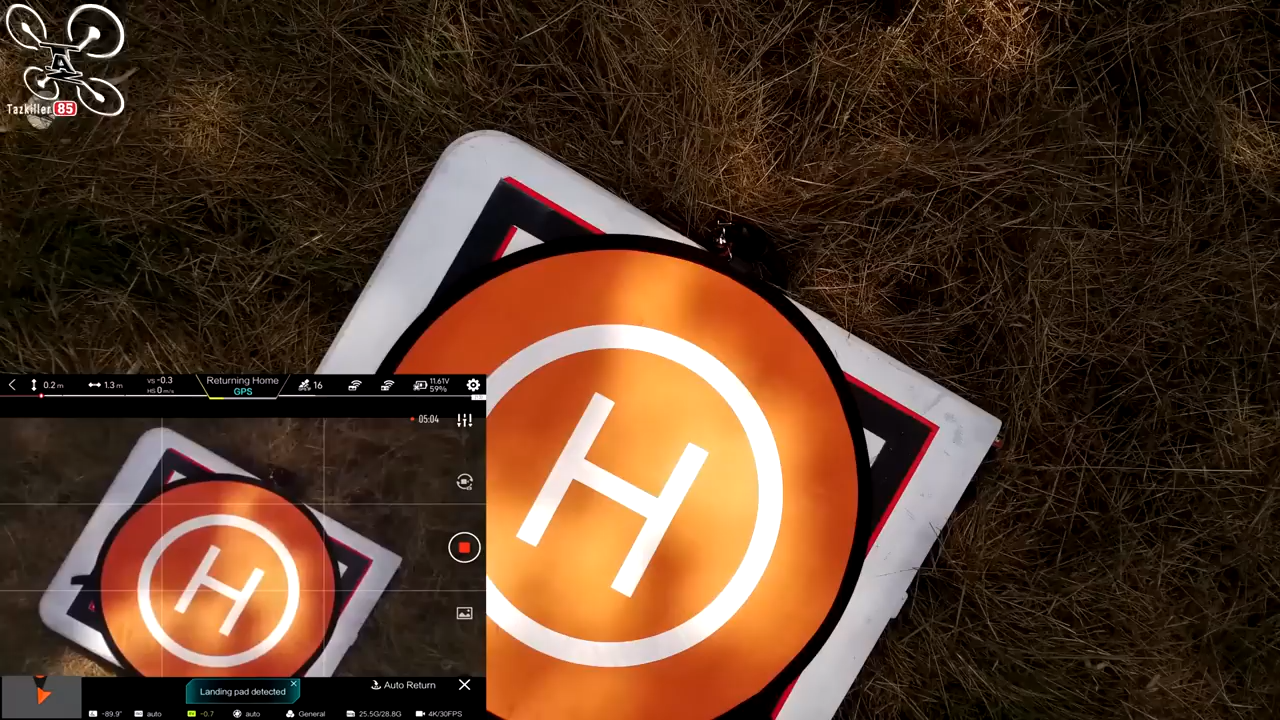 TAZ
Tazkiller 85
0.2 m
1.3 m
VS -0.3
HS 0 m/s
Returning Home
GPS
16
11.61V
59%
05:04
H
H
Landing pad detected
Auto Return
-89.9°
auto
EV -0.7
auto
General
25.5G/28.8G
4K/30FPS